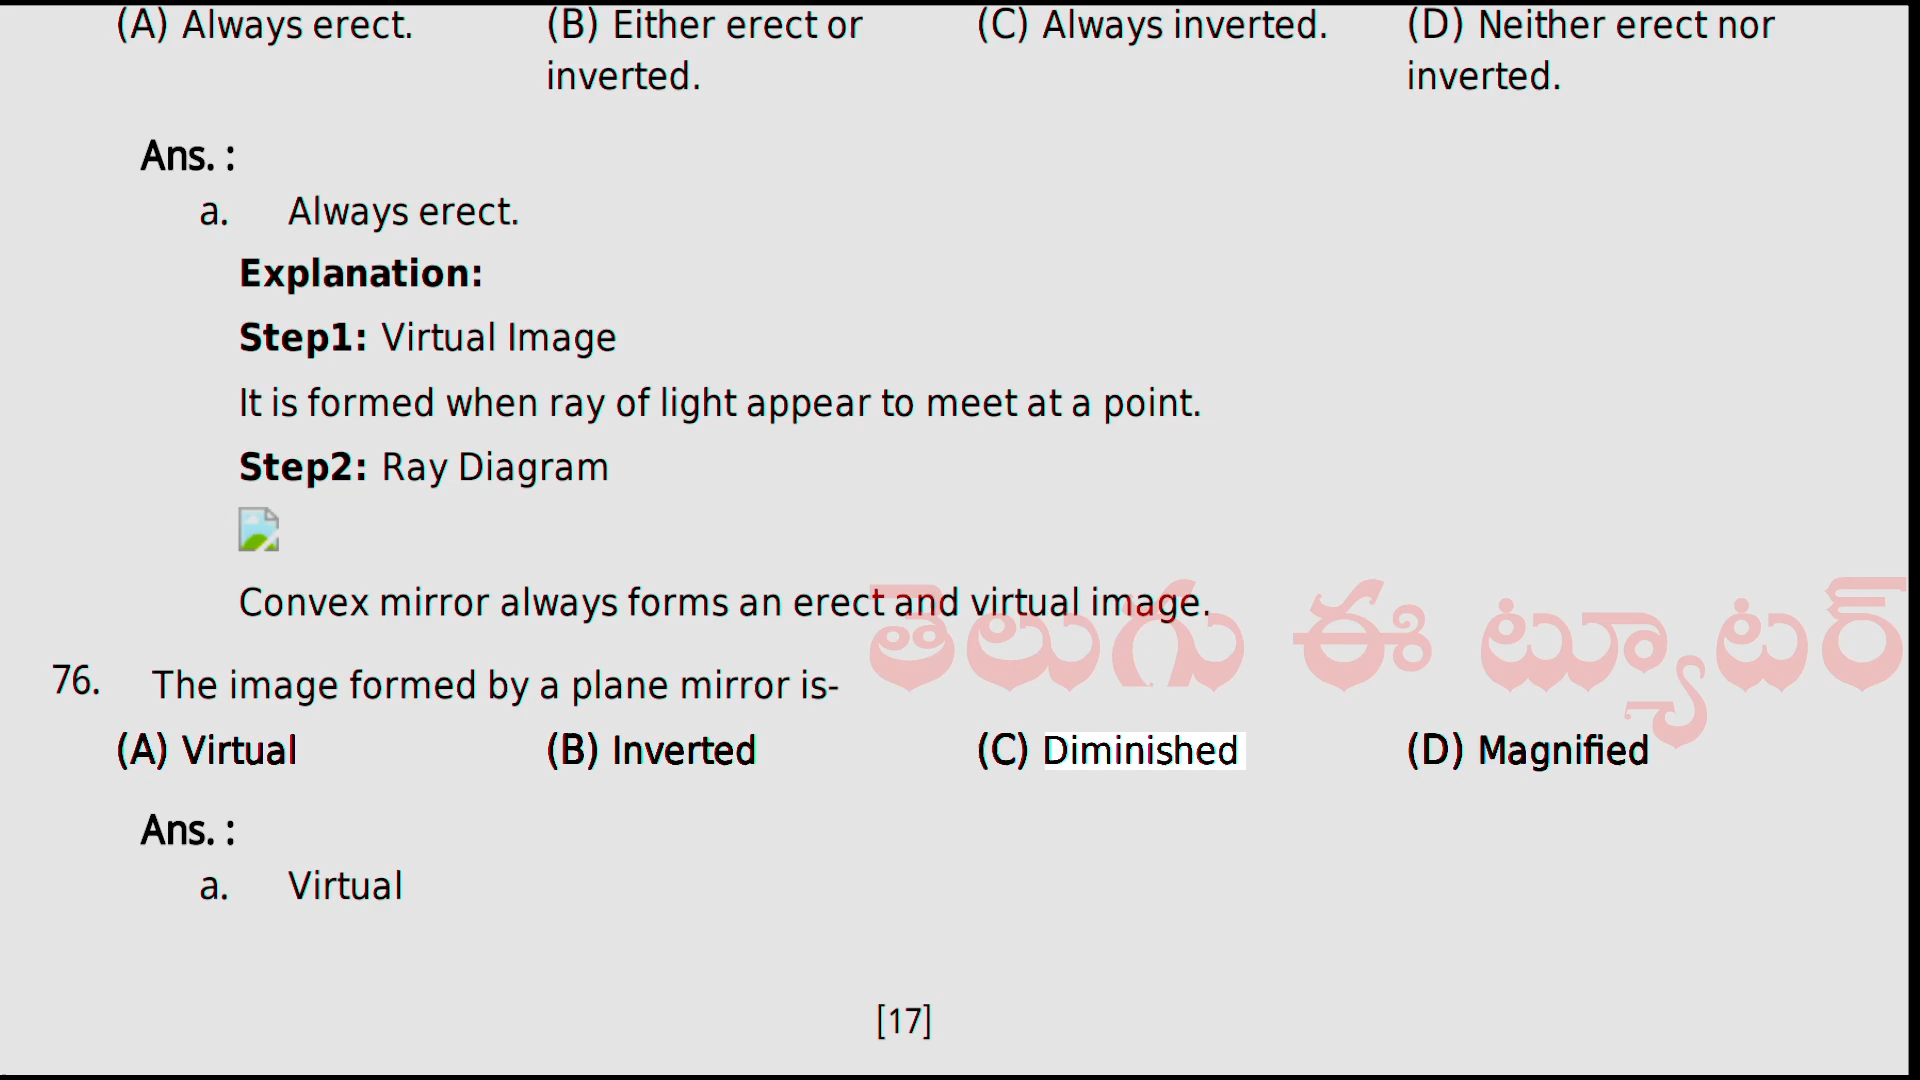 (A) Always erect. (B) Either erect or inverted. (C) Always inverted. (D) Neither erect nor inverted.
Ans. :
a. Always erect.
Explanation:
Step1: Virtual Image
It is formed when ray of light appear to meet at a point.
Step2: Ray Diagram
Convex mirror always forms an erect and virtual image.
తెలుగు ఈ ట్యూటర్
76. The image formed by a plane mirror is-
(A) Virtual (B) Inverted (C) Diminished (D) Magnified
Ans. :
a. Virtual
[17]